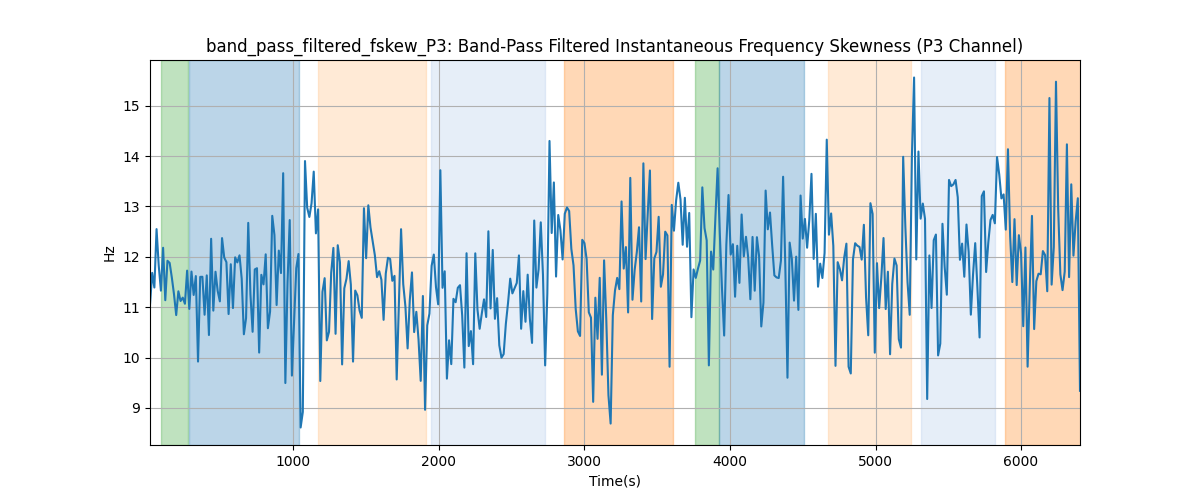 band_pass_filtered_fskew_P3: Band-Pass Filtered Instantaneous Frequency Skewness (P3 Channel)
Hz
15
14
13
12
11
10
9
1000 2000 3000 4000 5000 6000
Time(s)